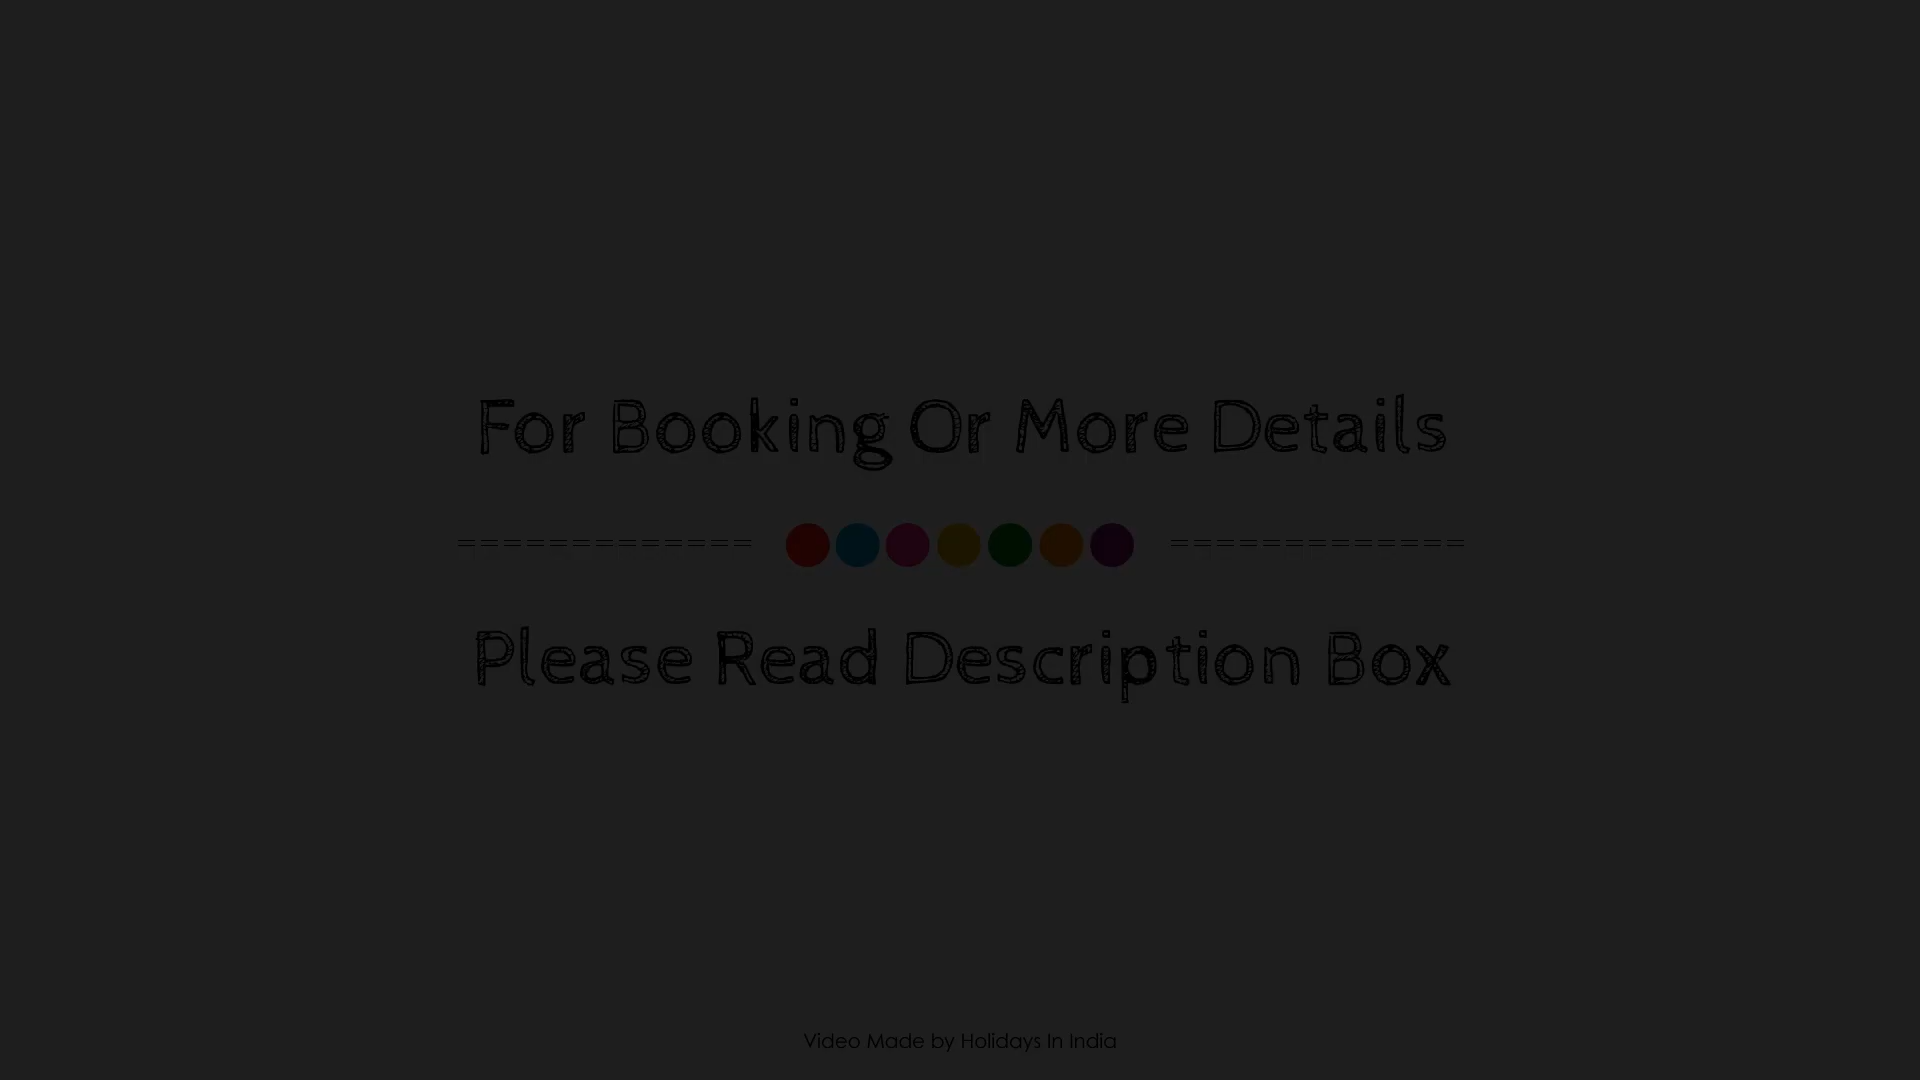 For Booking Or More Details
============= =============
Please Read Description Box
Video Made by Holidays In India